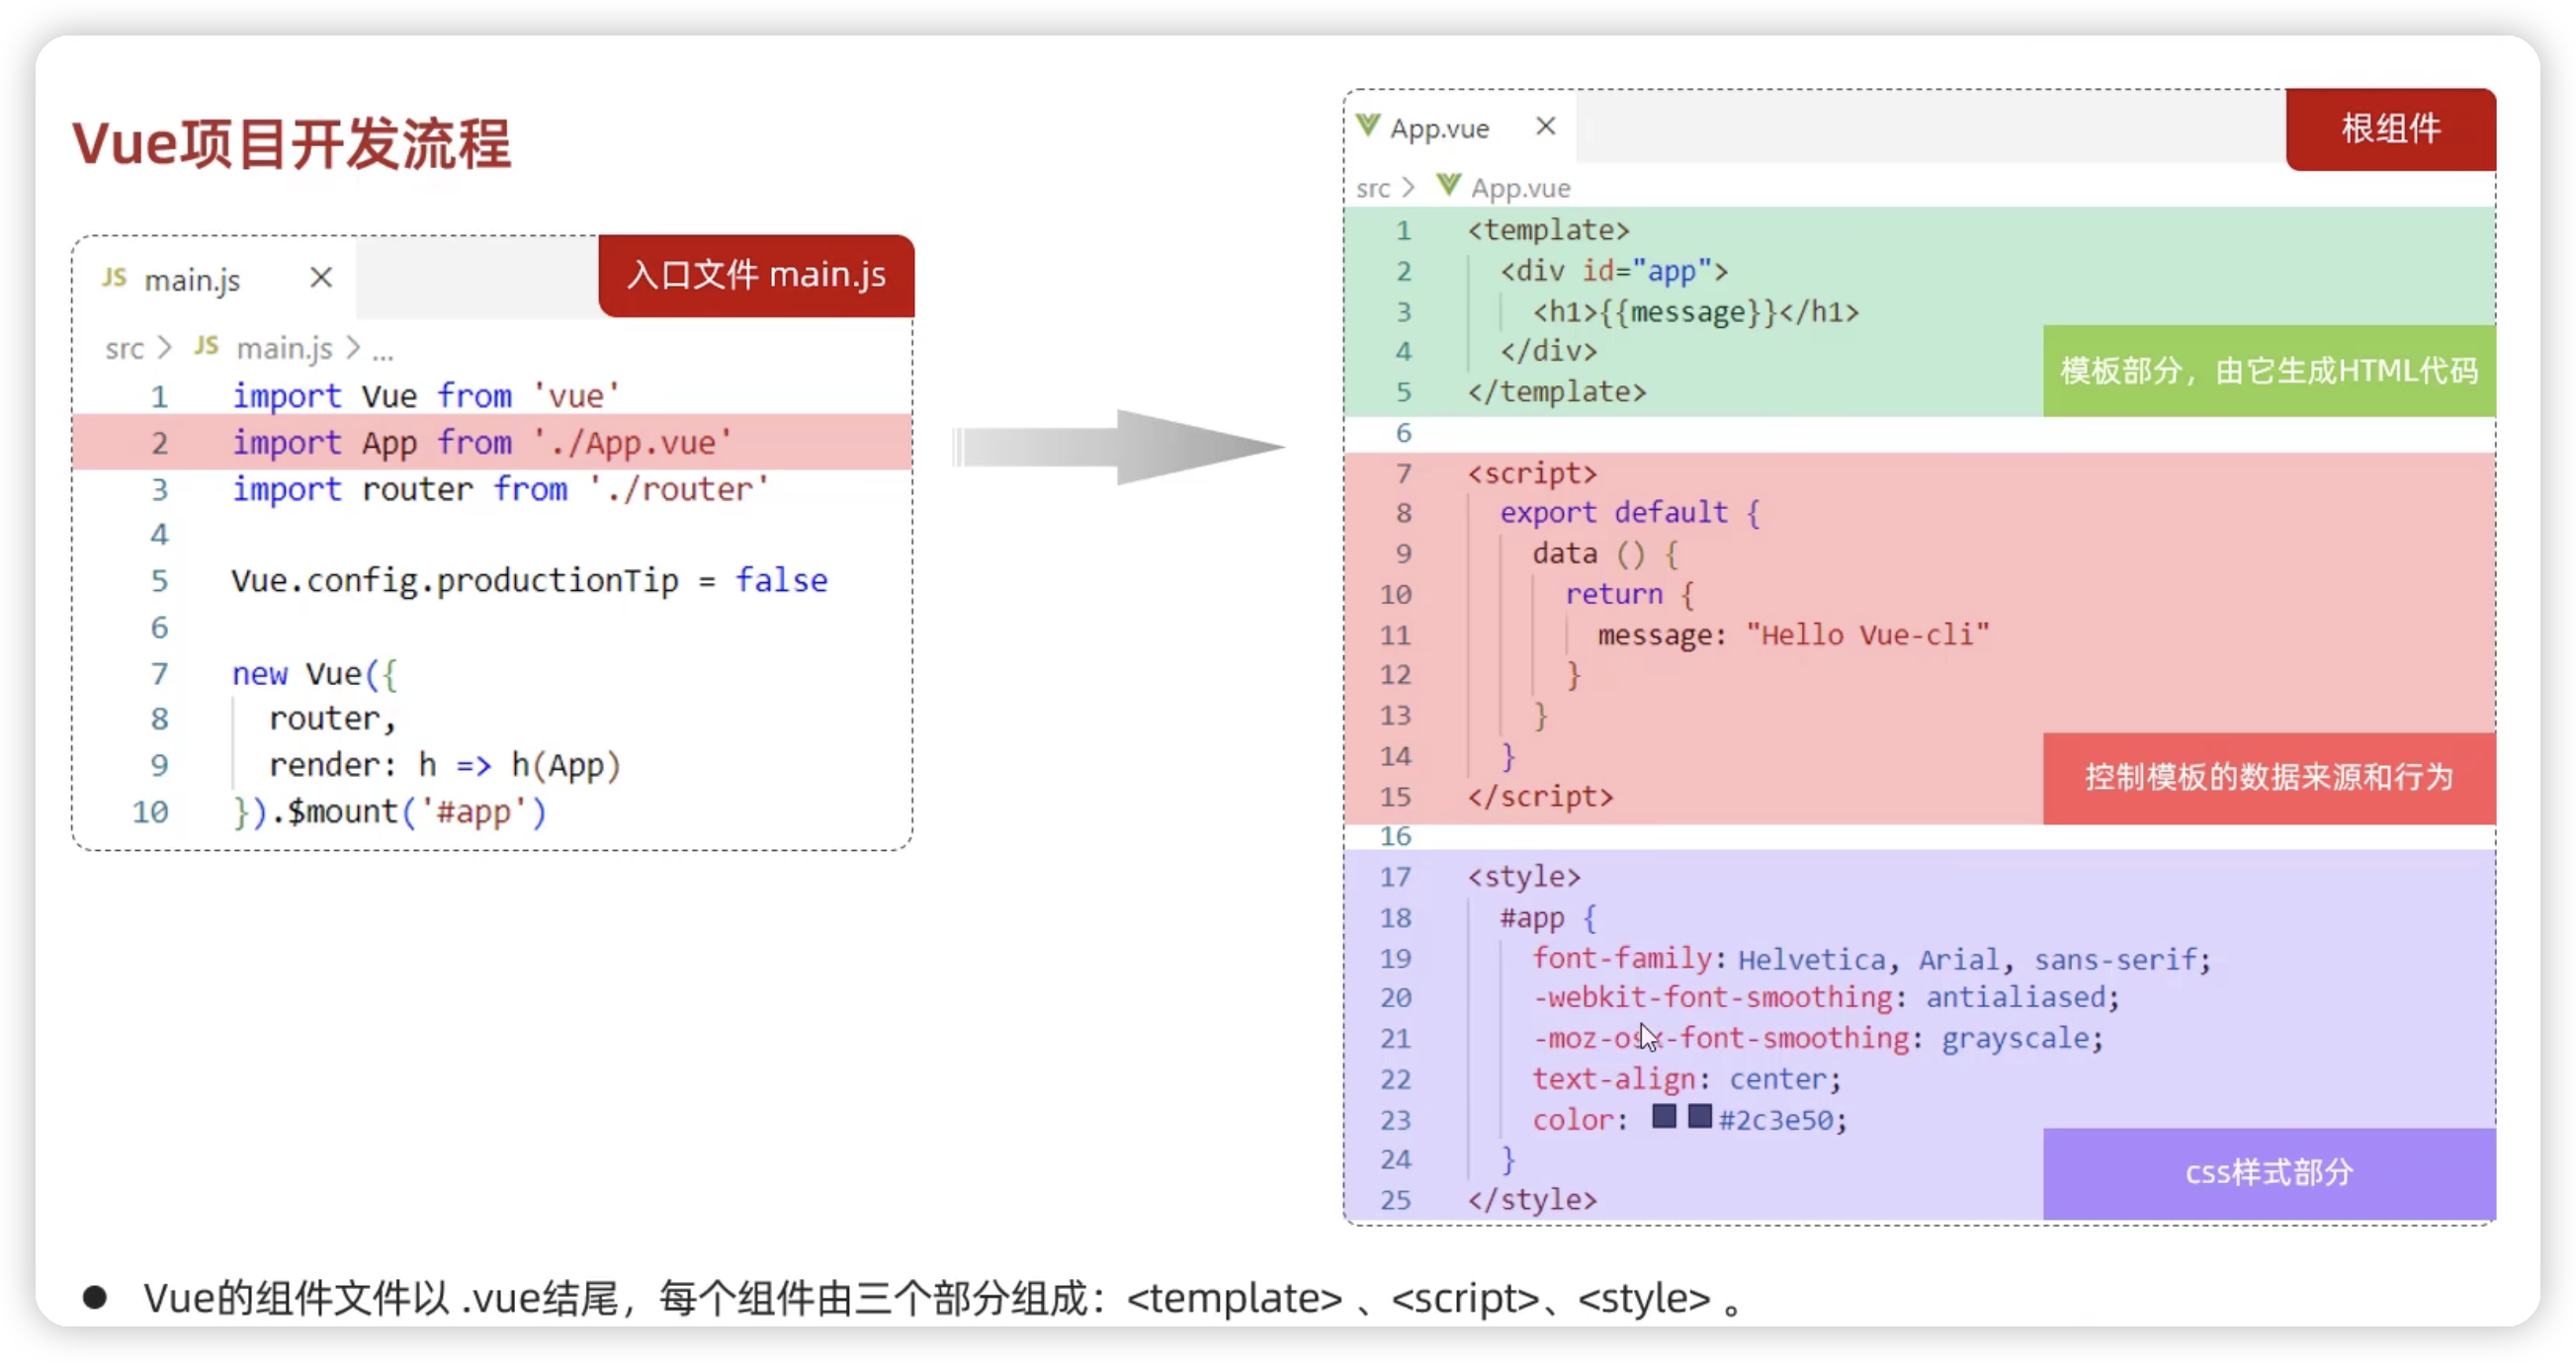 Vue项目开发流程
main.js
入口文件 main.js
src > main.js > ...
1 import Vue from 'vue'
2 import App from './App.vue'
3 import router from './router'
4
5 Vue.config.productionTip = false
6
7 new Vue({
8 router,
9 render: h => h(App)
10 }).$mount('#app')
App.vue
根组件
src > App.vue
1 <template>
2 <div id="app">
3 <h1>{{message}}</h1>
4 </div>
5 </template>
模板部分，由它生成HTML代码
6
7 <script>
8 export default {
9 data () {
10 return {
11 message: "Hello Vue-cli"
12 }
13 }
14 }
15 </script>
控制模板的数据来源和行为
16
17 <style>
18 #app {
19 font-family: Helvetica, Arial, sans-serif;
20 -webkit-font-smoothing: antialiased;
21 -moz-osx-font-smoothing: grayscale;
22 text-align: center;
23 color: #2c3e50;
24 }
25 </style>
css样式部分
● Vue的组件文件以 .vue结尾，每个组件由三个部分组成：<template> 、<script>、<style> 。